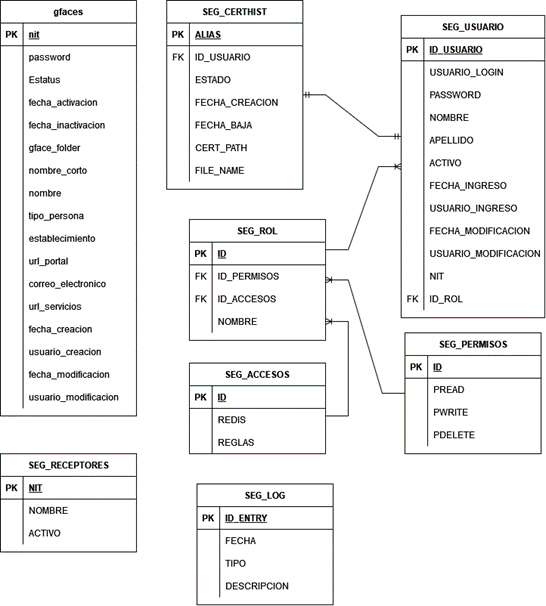 gfaces
PK nit
password
Estatus
fecha_activacion
fecha_inactivacion
gface_folder
nombre_corto
nombre
tipo_persona
establecimiento
url_portal
correo_electronico
url_servicios
fecha_creacion
usuario_creacion
fecha_modificacion
usuario_modificacion
SEG_CERTHIST
PK ALIAS
FK ID_USUARIO
ESTADO
FECHA_CREACION
FECHA_BAJA
CERT_PATH
FILE_NAME
SEG_USUARIO
PK ID_USUARIO
USUARIO_LOGIN
PASSWORD
NOMBRE
APELLIDO
ACTIVO
FECHA_INGRESO
USUARIO_INGRESO
FECHA_MODIFICACION
USUARIO_MODIFICACION
NIT
FK ID_ROL
SEG_ROL
PK ID
FK ID_PERMISOS
FK ID_ACCESOS
NOMBRE
SEG_ACCESOS
PK ID
REDIS
REGLAS
SEG_PERMISOS
PK ID
PREAD
PWRITE
PDELETE
SEG_RECEPTORES
PK NIT
NOMBRE
ACTIVO
SEG_LOG
PK ID_ENTRY
FECHA
TIPO
DESCRIPCION